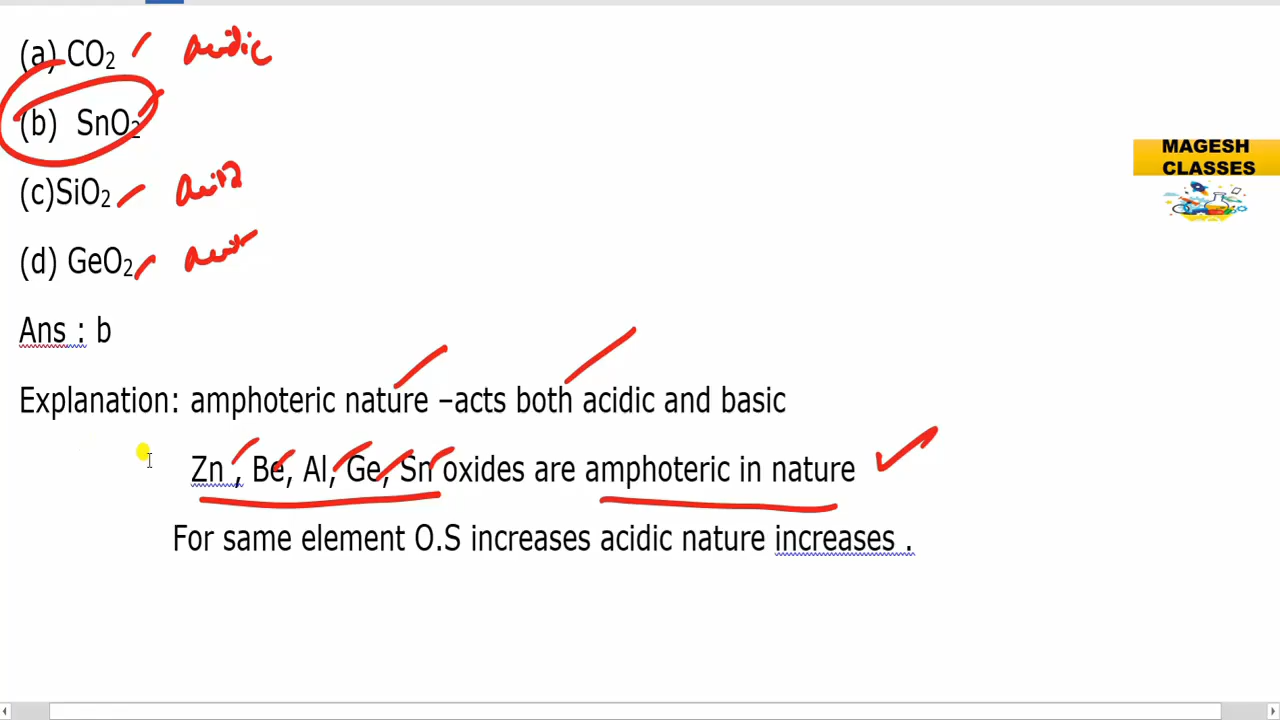 (a) CO₂ acidic
(b) SnO₂
(c)SiO₂
(d) GeO₂
Ans : b
Explanation: amphoteric nature –acts both acidic and basic
Zn , Be, Al, Ge, Sn oxides are amphoteric in nature
For same element O.S increases acidic nature increases .
MAGESH
CLASSES